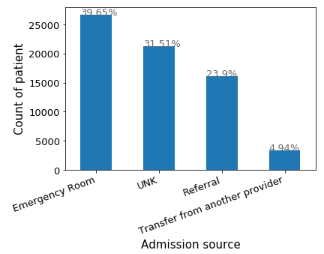 39.65%
31.51%
23.9%
4.94%
25000
20000
15000
10000
5000
0
Count of patient
Emergency Room
UNK
Referral
Transfer from another provider
Admission source